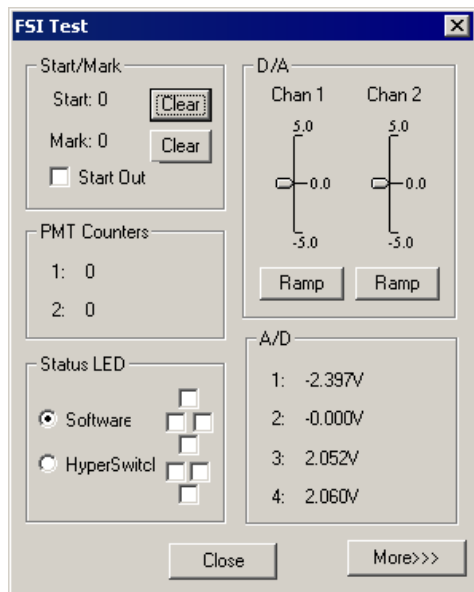 FSI Test
Start/Mark
Start: 0 Clear
Mark: 0 Clear
Start Out
PMT Counters
1: 0
2: 0
Status LED
Software
HyperSwitcl
D/A
Chan 1 Chan 2
5.0 5.0
0.0 0.0
-5.0 -5.0
Ramp Ramp
A/D
1: -2.397V
2: -0.000V
3: 2.052V
4: 2.060V
Close More>>>